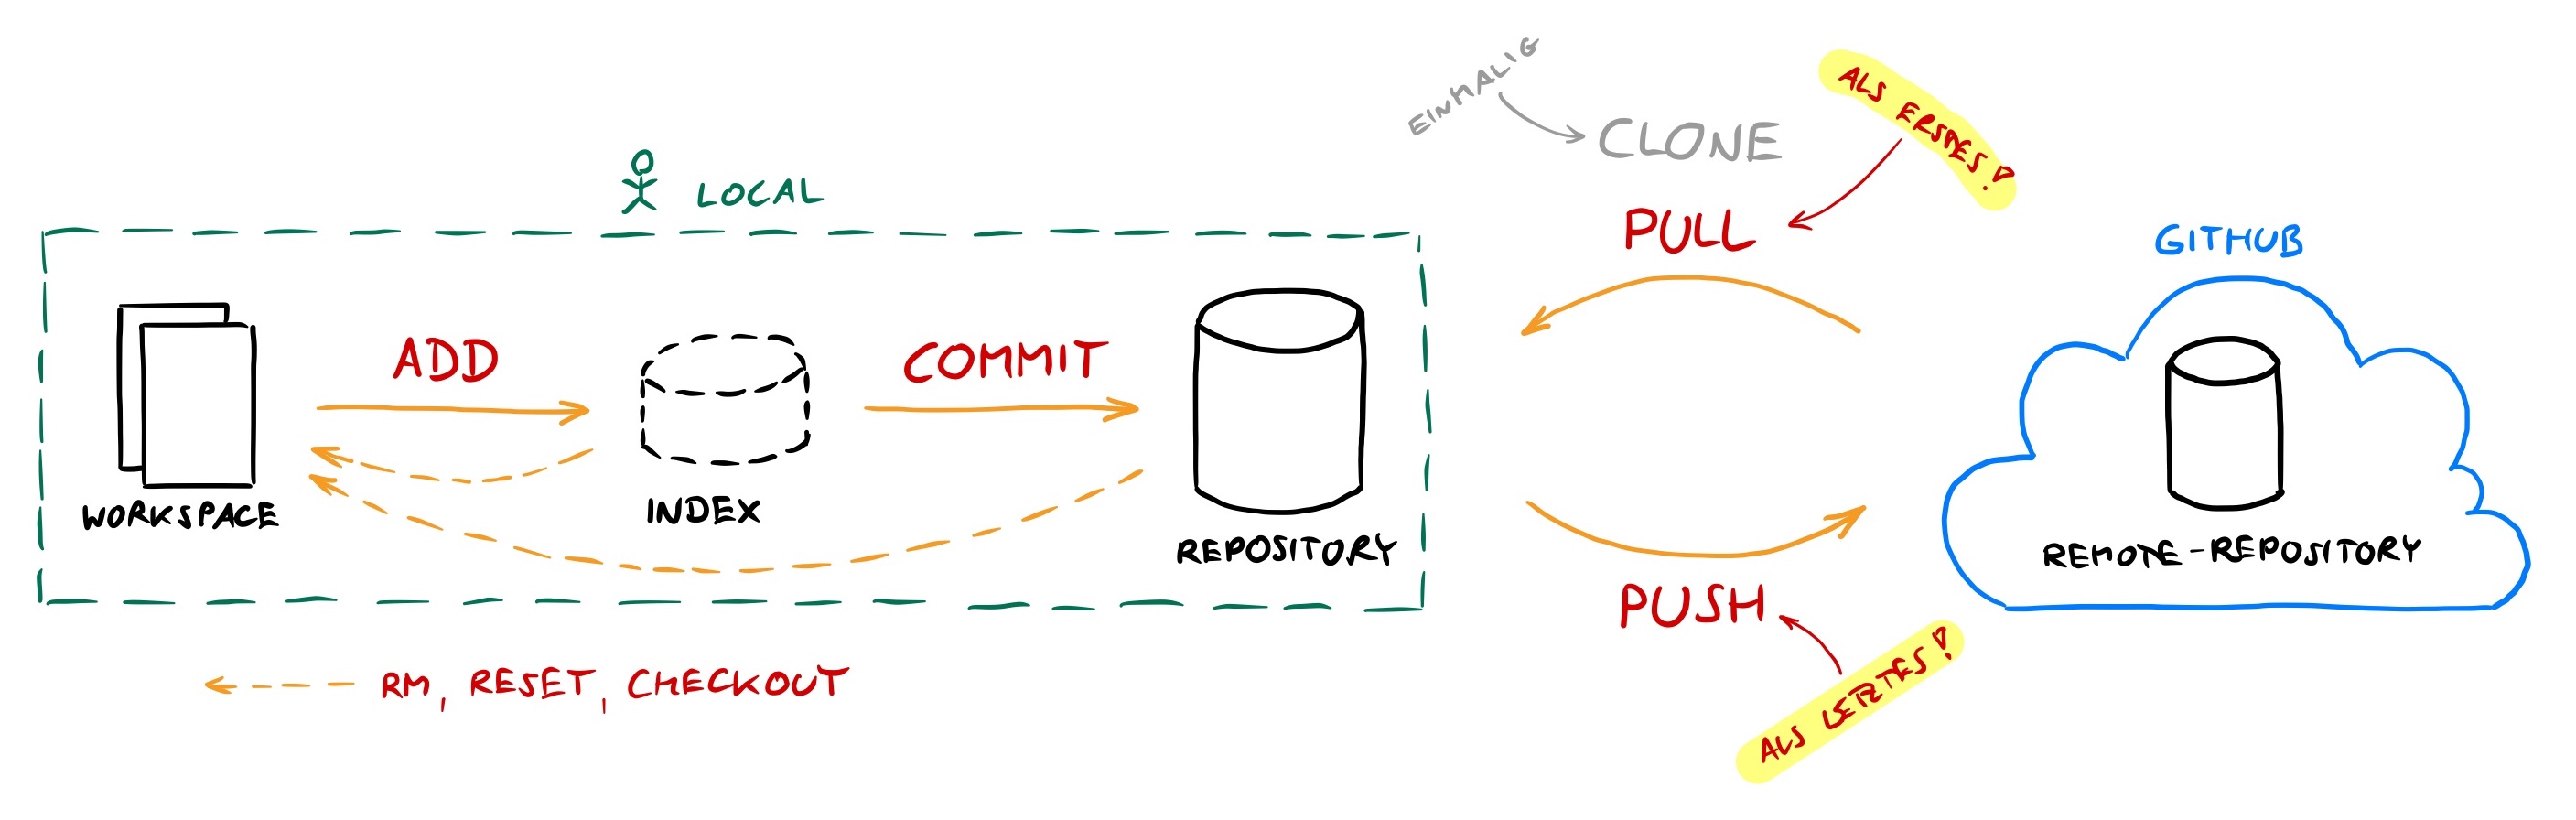 EINMALIG
CLONE
ALS ERSTES!
LOCAL
PULL
GITHUB
ADD
COMMIT
WORKSPACE
INDEX
REPOSITORY
REMOTE-REPOSITORY
PUSH
RM, RESET, CHECKOUT
ALS LETZTES!